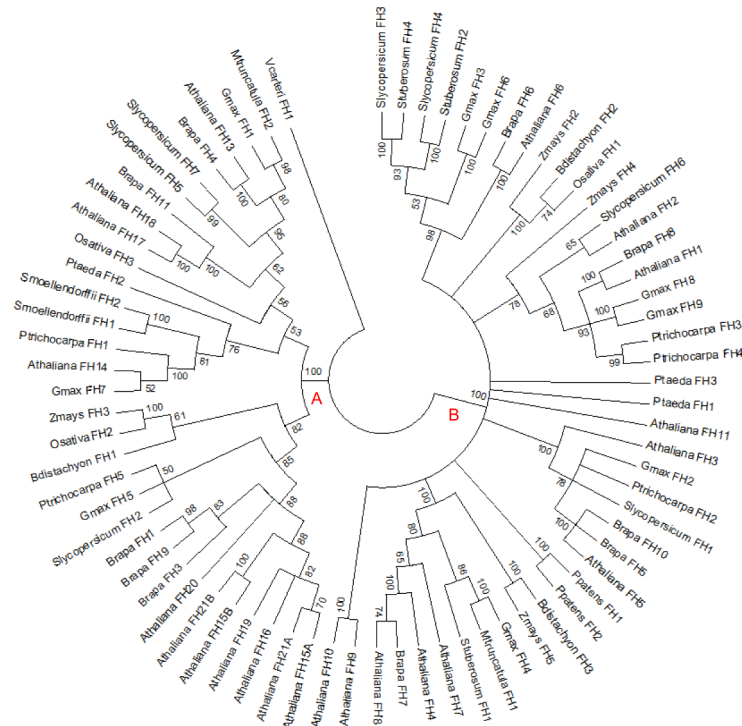 Slycopersicum FH3
Stuberosum FH4
Slycopersicum FH4
Stuberosum FH2
Gmax FH3
Gmax FH6
Brapa FH6
Athaliana FH6
Zmays FH2
Bdistachyon FH2
Osativa FH1
Zmays FH4
Slycopersicum FH6
Athaliana FH2
Brapa FH8
Athaliana FH1
Gmax FH8
Gmax FH9
Ptrichocarpa FH3
Ptrichocarpa FH4
Ptaeda FH3
Ptaeda FH1
Athaliana FH11
Athaliana FH3
Gmax FH2
Ptrichocarpa FH2
Slycopersicum FH1
Brapa FH10
Brapa FH5
Athaliana FH5
Ppatens FH1
Ppatens FH2
Bdistachyon FH3
Zmays FH5
Gmax FH4
Mtruncatula FH1
Stuberosum FH1
Athaliana FH7
Athaliana FH4
Brapa FH7
Athaliana FH8
Athaliana FH9
Athaliana FH10
Athaliana FH15A
Athaliana FH21A
Athaliana FH16
Athaliana FH19
Athaliana FH15B
Athaliana FH21B
Athaliana FH20
Brapa FH3
Brapa FH9
Brapa FH1
Slycopersicum FH2
Gmax FH5
Ptrichocarpa FH5
Bdistachyon FH1
Osativa FH2
Zmays FH3
Gmax FH7
Athaliana FH14
Ptrichocarpa FH1
Smoellendorffii FH1
Smoellendorffii FH2
Ptaeda FH2
Osativa FH3
Athaliana FH17
Athaliana FH18
Brapa FH11
Slycopersicum FH5
Slycopersicum FH7
Brapa FH4
Athaliana FH13
Gmax FH1
Mtruncatula FH2
Vcarteri FH1
100
100
93
100
53
100
98
100
74
78
65
68
100
100
93
99
100
100
78
100
100
100
100
80
86
100
65
100
74
100
70
82
88
100
88
83
98
85
50
82
61
100
52
100
81
100
76
53
56
62
100
100
99
95
100
80
98
100
A
B